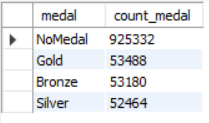 medal count_medal
NoMedal 925332
Gold 53488
Bronze 53180
Silver 52464